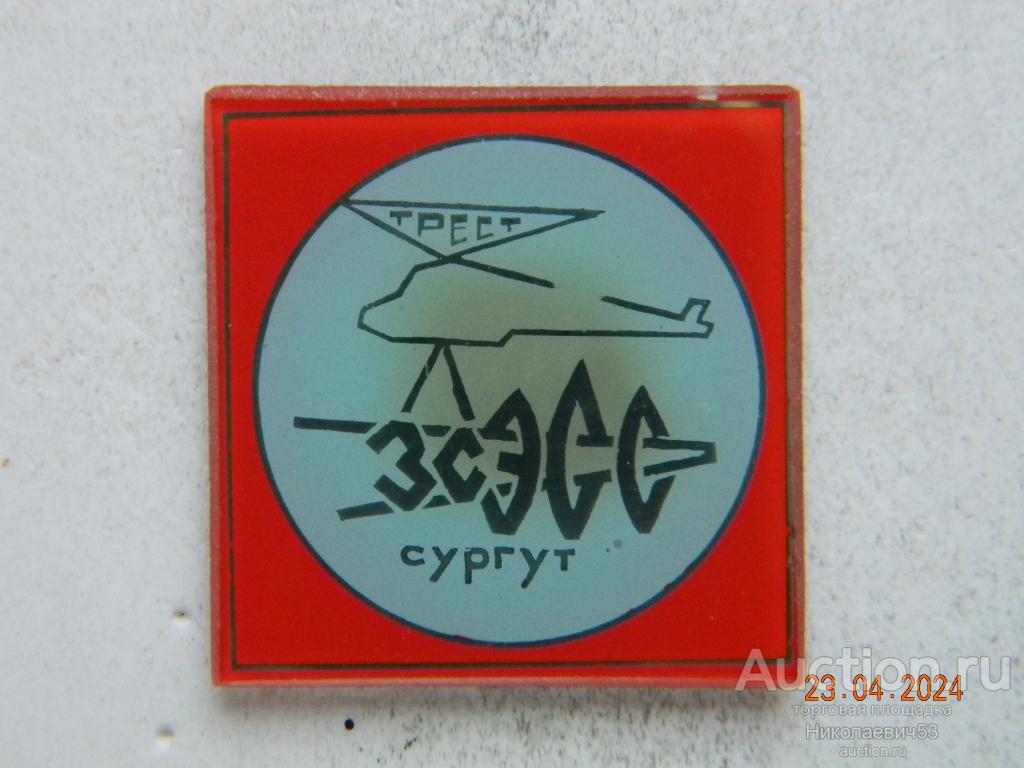 ТРЕСТ
ЗСЭСС
сургут
Auction.ru
23.04.2024
торговая площадка
Николаевич53
auction.ru